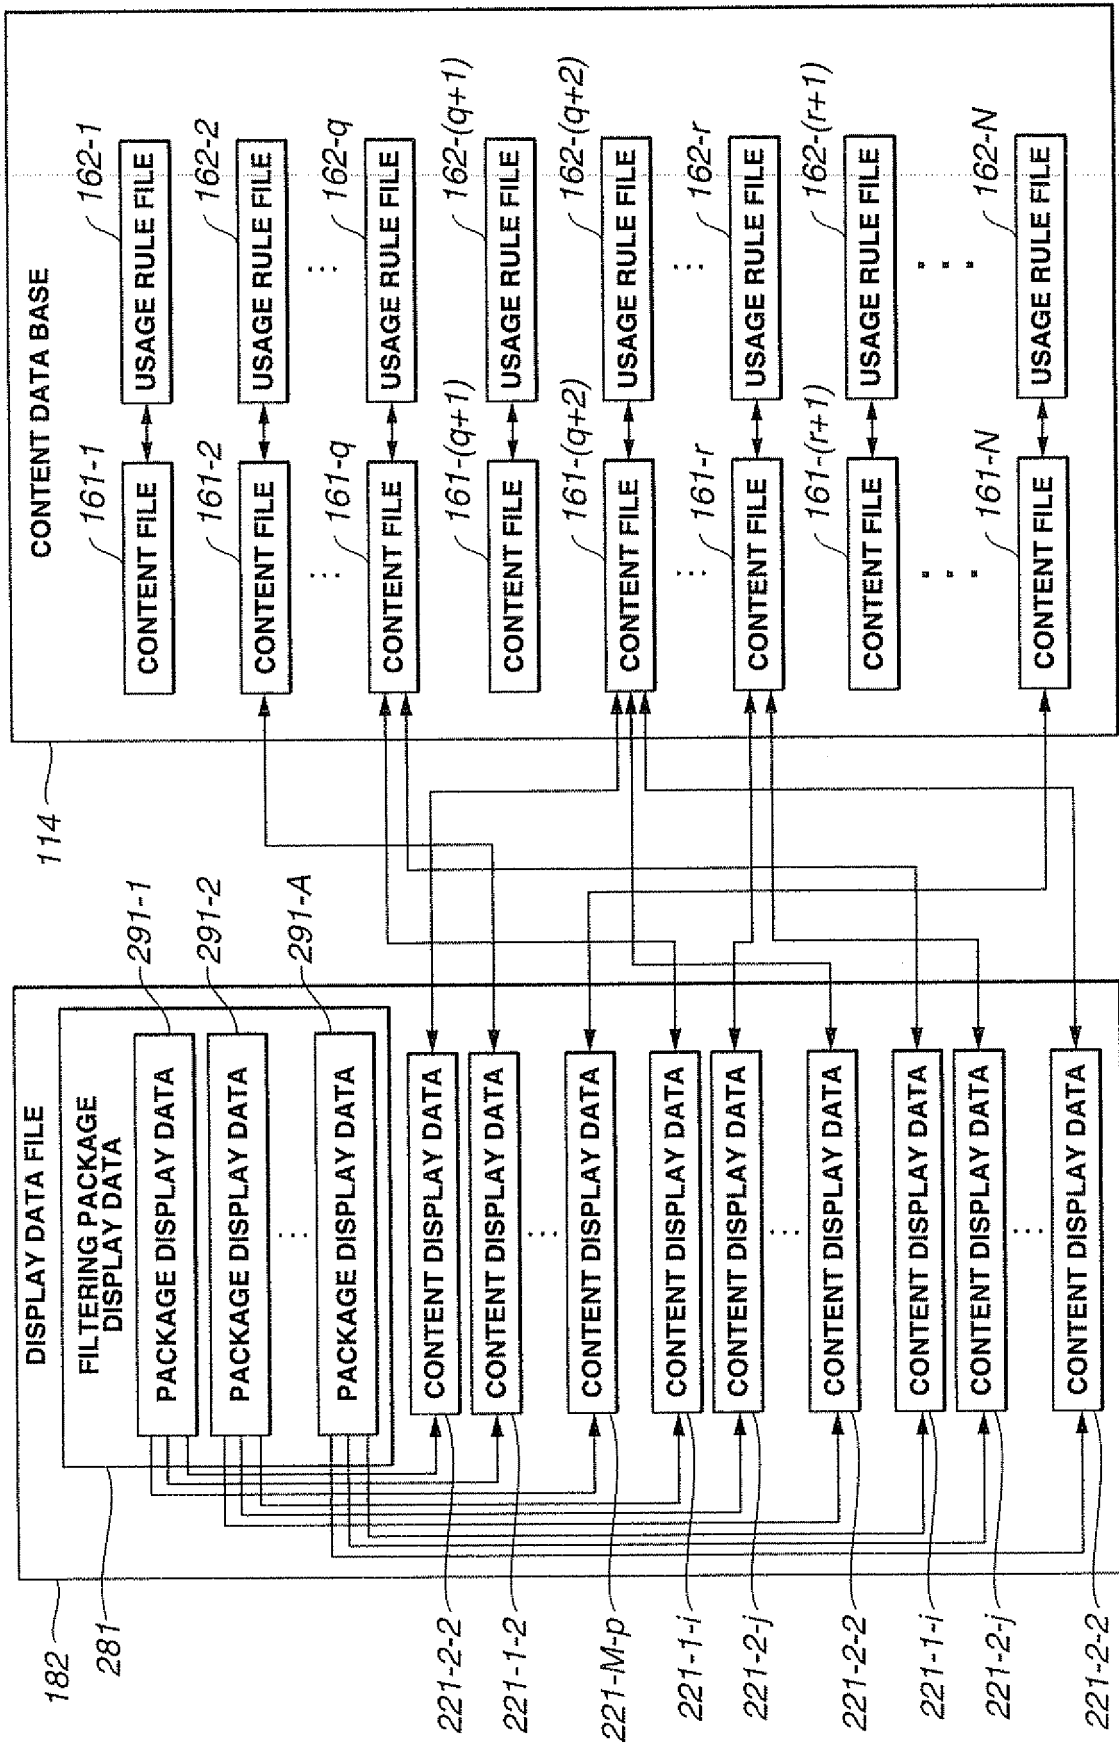 DISPLAY DATA FILE
182
FILTERING PACKAGE
DISPLAY DATA
281
PACKAGE DISPLAY DATA
291-1
PACKAGE DISPLAY DATA
291-2
...
PACKAGE DISPLAY DATA
291-A
221-2-2
CONTENT DISPLAY DATA
221-1-2
CONTENT DISPLAY DATA
...
221-M-p
CONTENT DISPLAY DATA
221-1-i
CONTENT DISPLAY DATA
221-2-j
CONTENT DISPLAY DATA
...
221-2-2
CONTENT DISPLAY DATA
221-1-i
CONTENT DISPLAY DATA
221-2-j
CONTENT DISPLAY DATA
...
221-2-2
CONTENT DISPLAY DATA
114
CONTENT DATA BASE
161-1
162-1
CONTENT FILE
USAGE RULE FILE
161-2
162-2
CONTENT FILE
USAGE RULE FILE
... ...
161-q
162-q
CONTENT FILE
USAGE RULE FILE
161-(q+1)
162-(q+1)
CONTENT FILE
USAGE RULE FILE
161-(q+2)
162-(q+2)
CONTENT FILE
USAGE RULE FILE
... ...
161-r
162-r
CONTENT FILE
USAGE RULE FILE
161-(r+1)
162-(r+1)
CONTENT FILE
USAGE RULE FILE
... ...
161-N
162-N
CONTENT FILE
USAGE RULE FILE